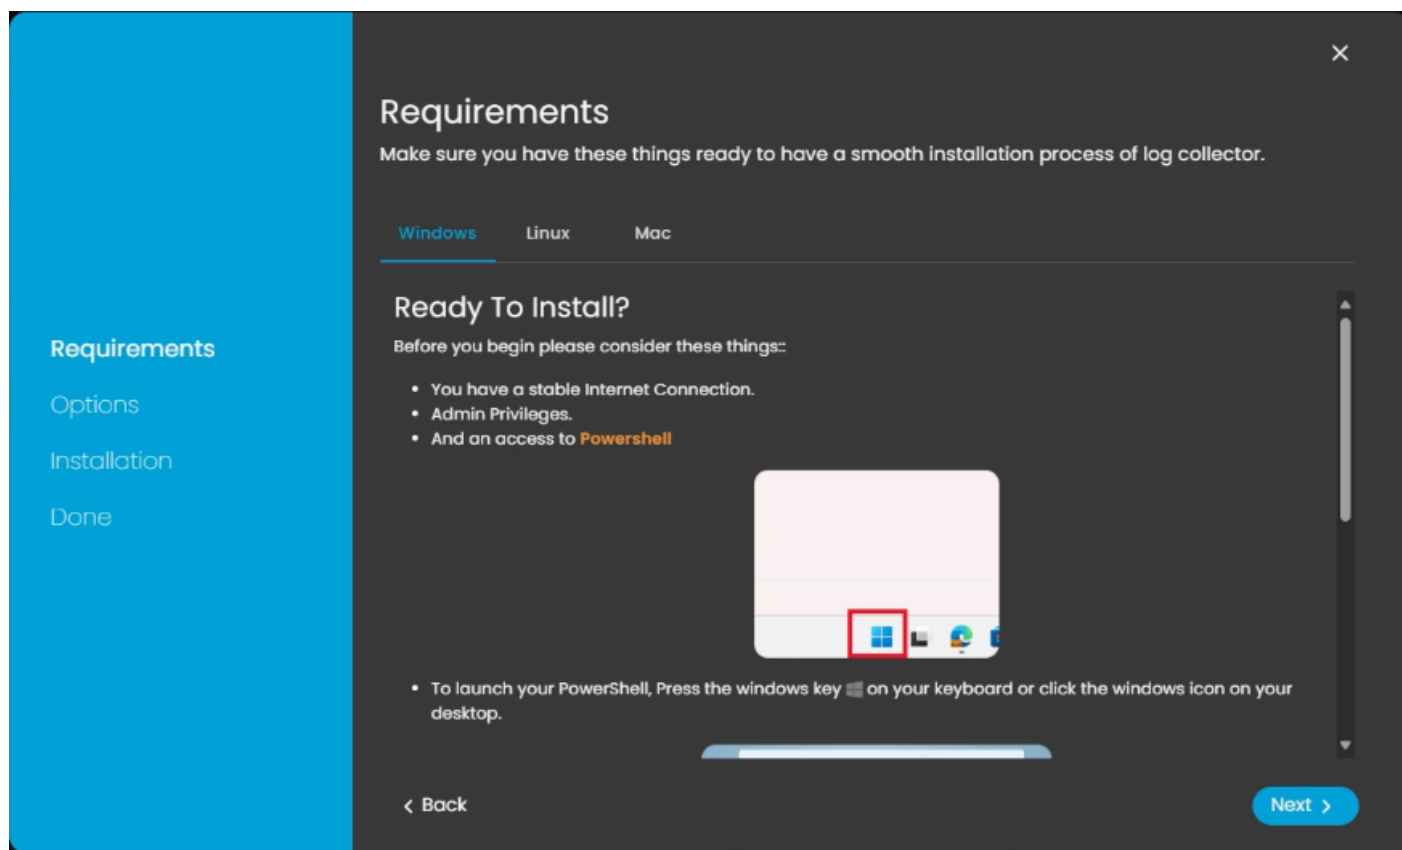 Requirements
Make sure you have these things ready to have a smooth installation process of log collector.
Windows
Linux
Mac
Ready To Install?
Before you begin please consider these things::
You have a stable Internet Connection.
Admin Privileges.
And an access to Powershell
To launch your PowerShell, Press the windows key on your keyboard or click the windows icon on your
desktop.
Requirements
Options
Installation
Done
Back
Next